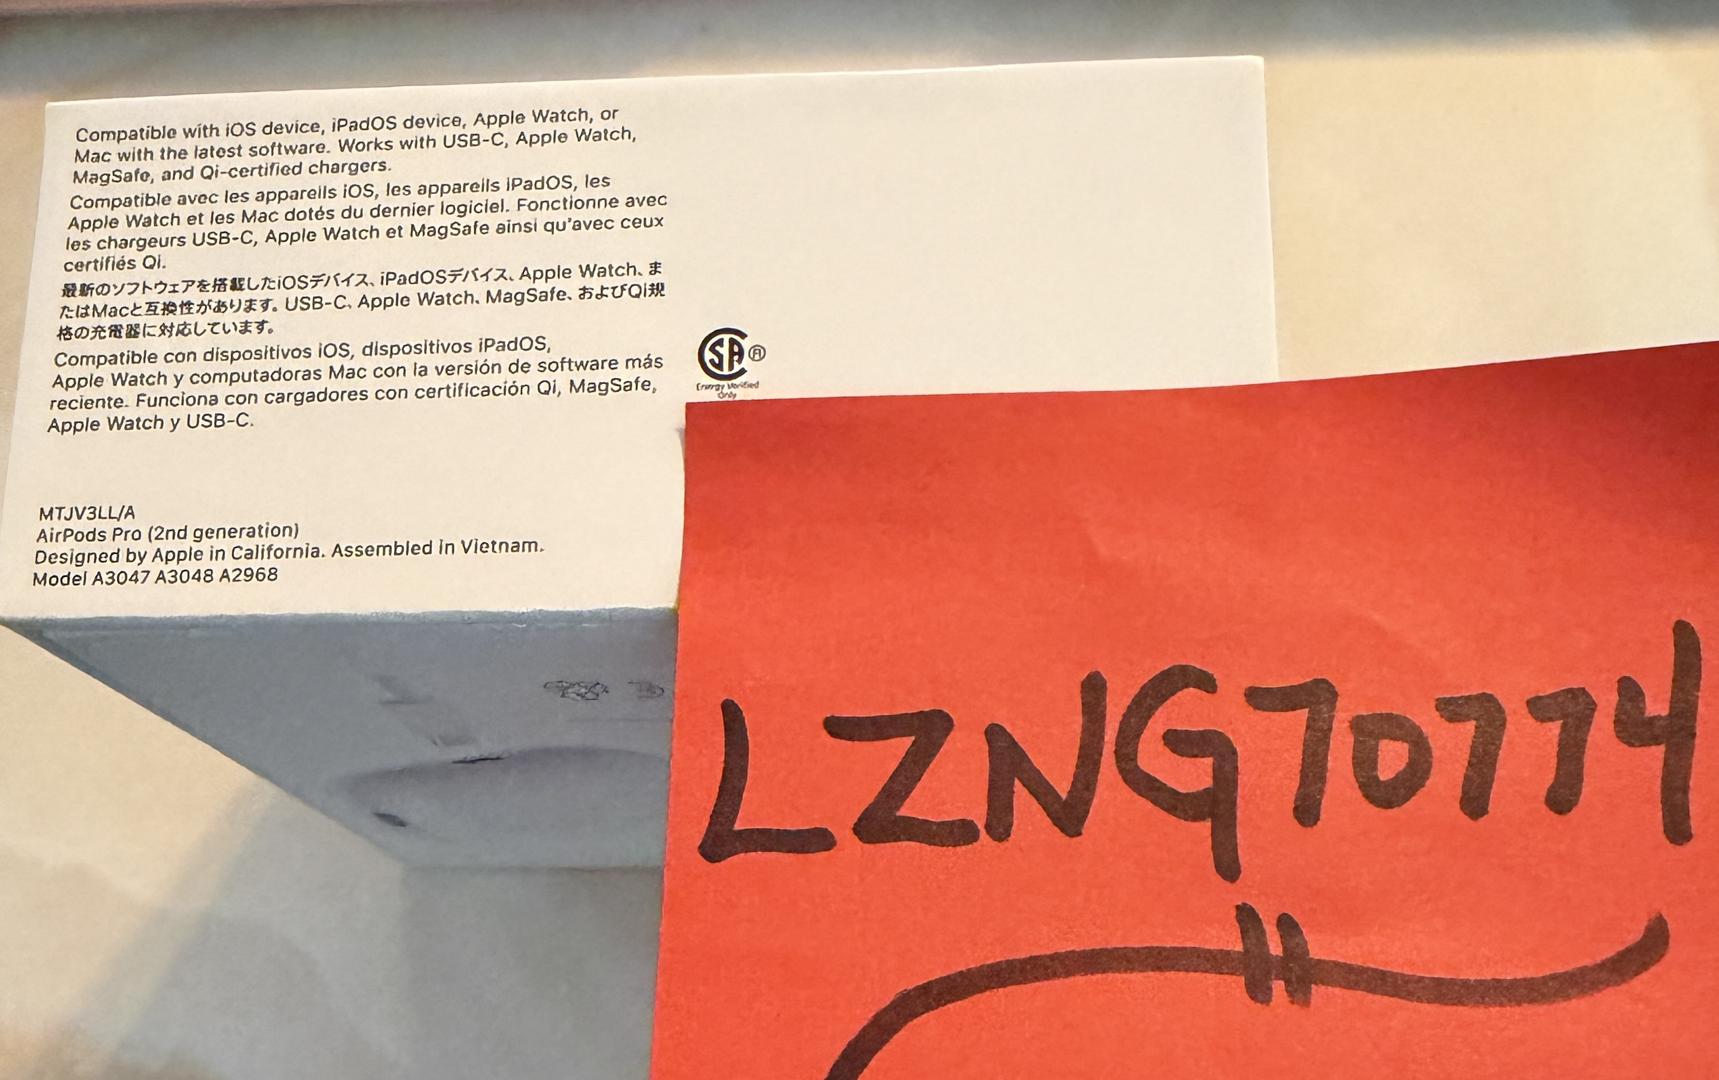 Compatible with iOS device, iPadOS device, Apple Watch, or
Mac with the latest software. Works with USB-C, Apple Watch,
MagSafe, and Qi-certified chargers.
Compatible avec les appareils iOS, les appareils iPadOS, les
Apple Watch et les Mac dotés du dernier logiciel. Fonctionne avec
les chargeurs USB-C, Apple Watch et MagSafe ainsi qu'avec ceux
certifiés Qi.
最新のソフトウェアを搭載したiOSデバイス、iPadOSデバイス、Apple Watch、ま
たはMacと互換性があります。USB-C、Apple Watch、MagSafe、およびQi規
格の充電器に対応しています。
Compatible con dispositivos iOS, dispositivos iPadOS,
Apple Watch y computadoras Mac con la versión de software más
reciente. Funciona con cargadores con certificación Qi, MagSafe,
Apple Watch y USB-C.
MTJV3LL/A
AirPods Pro (2nd generation)
Designed by Apple in California. Assembled in Vietnam.
Model A3047 A3048 A2968
SA®
Energy Verified
Only
LZNG70774